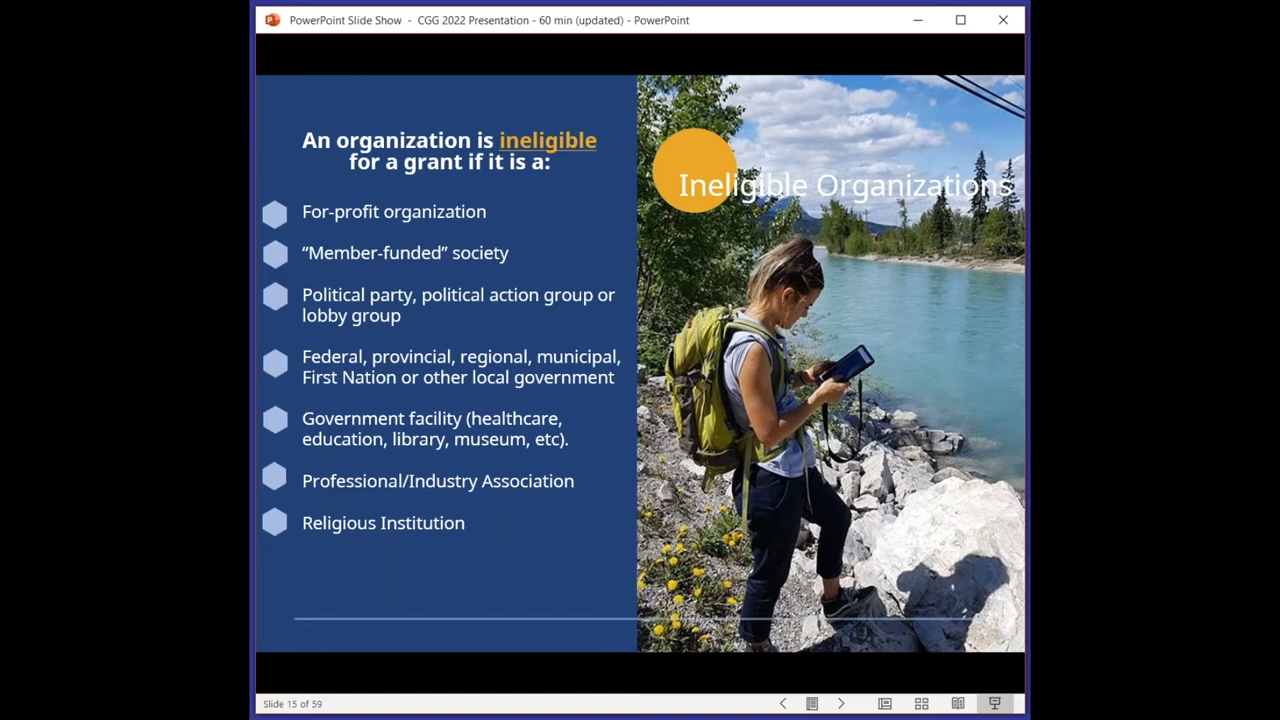 PowerPoint Slide Show - CGG 2022 Presentation - 60 min (updated) - PowerPoint
An organization is ineligible
for a grant if it is a:
For-profit organization
“Member-funded” society
Political party, political action group or
lobby group
Federal, provincial, regional, municipal,
First Nation or other local government
Government facility (healthcare,
education, library, museum, etc).
Professional/Industry Association
Religious Institution
Ineligible Organizations
Slide 15 of 59